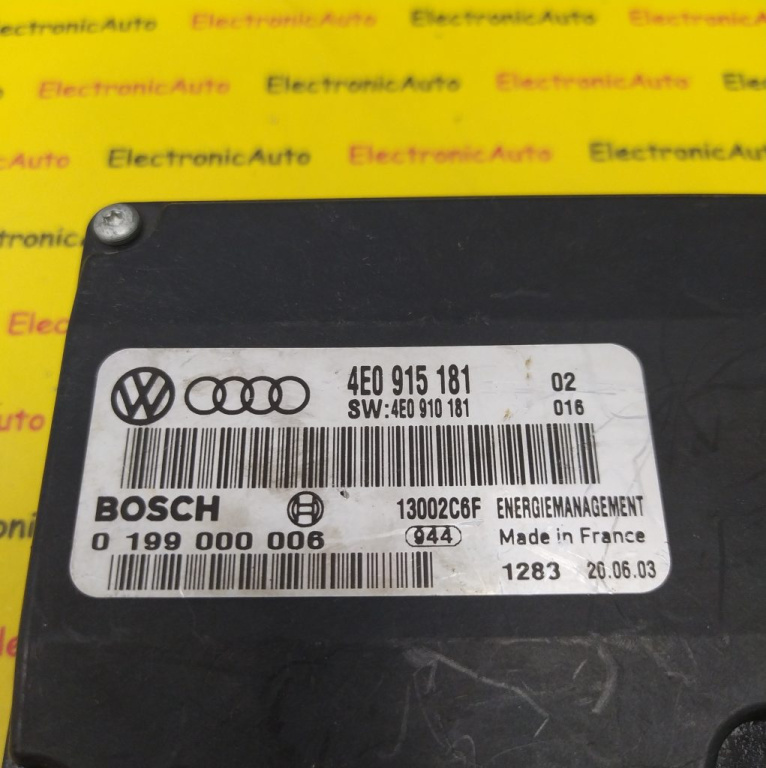 ElectronicAuto ElectronicAuto ElectronicAuto
ElectronicAuto ElectronicAuto ElectronicAuto
ElectronicAuto ElectronicAuto ElectronicAuto
4E0 915 181 02
SW:4E0 910 181 016
BOSCH 13002C6F ENERGIEMANAGEMENT
0 199 000 006 944 Made in France
1283 20.06.03